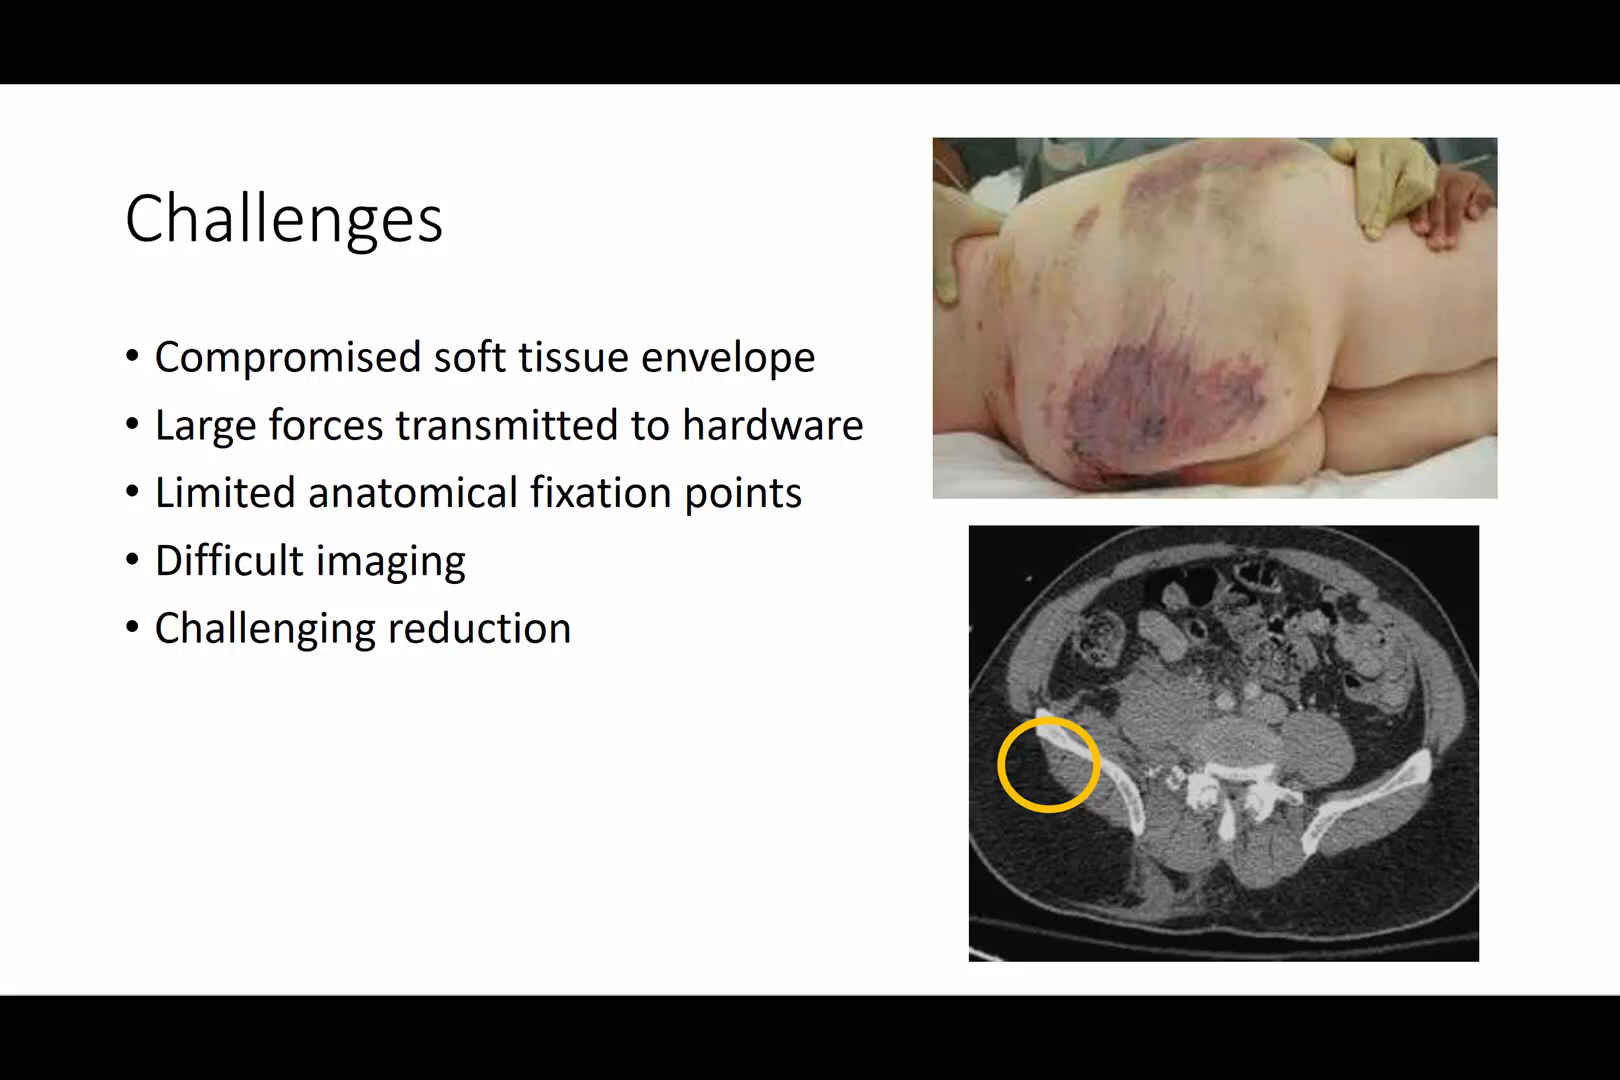 Challenges
• Compromised soft tissue envelope
• Large forces transmitted to hardware
• Limited anatomical fixation points
• Difficult imaging
• Challenging reduction